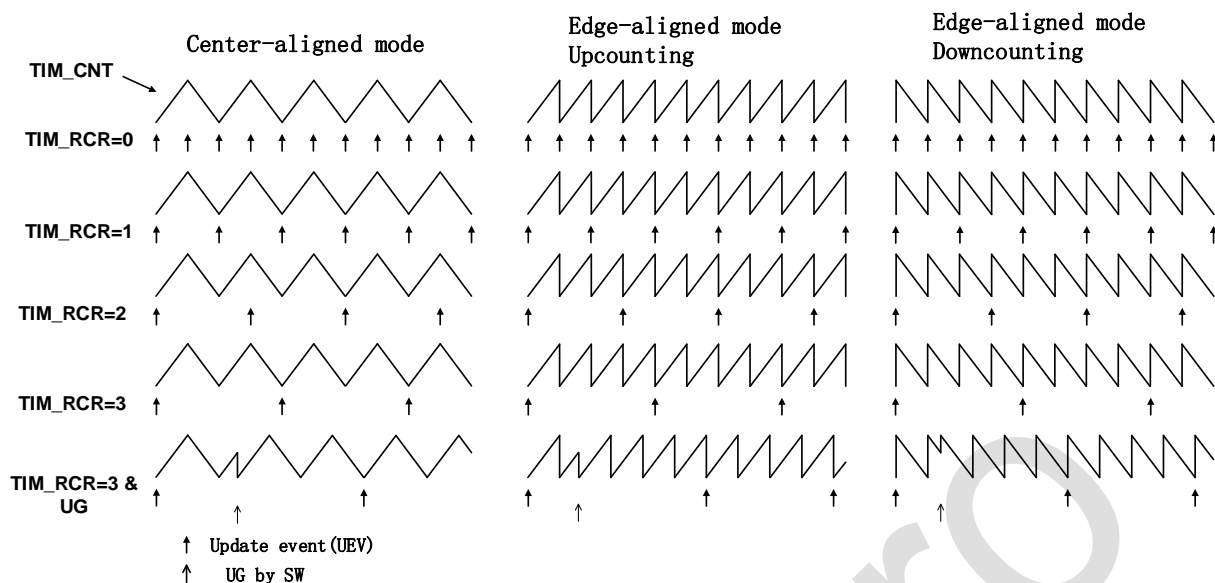 Center-aligned mode
Edge-aligned mode
Upcounting
Edge-aligned mode
Downcounting
TIM_CNT
TIM_RCR=0
TIM_RCR=1
TIM_RCR=2
TIM_RCR=3
TIM_RCR=3 &
UG
Update event(UEV)
UG by SW